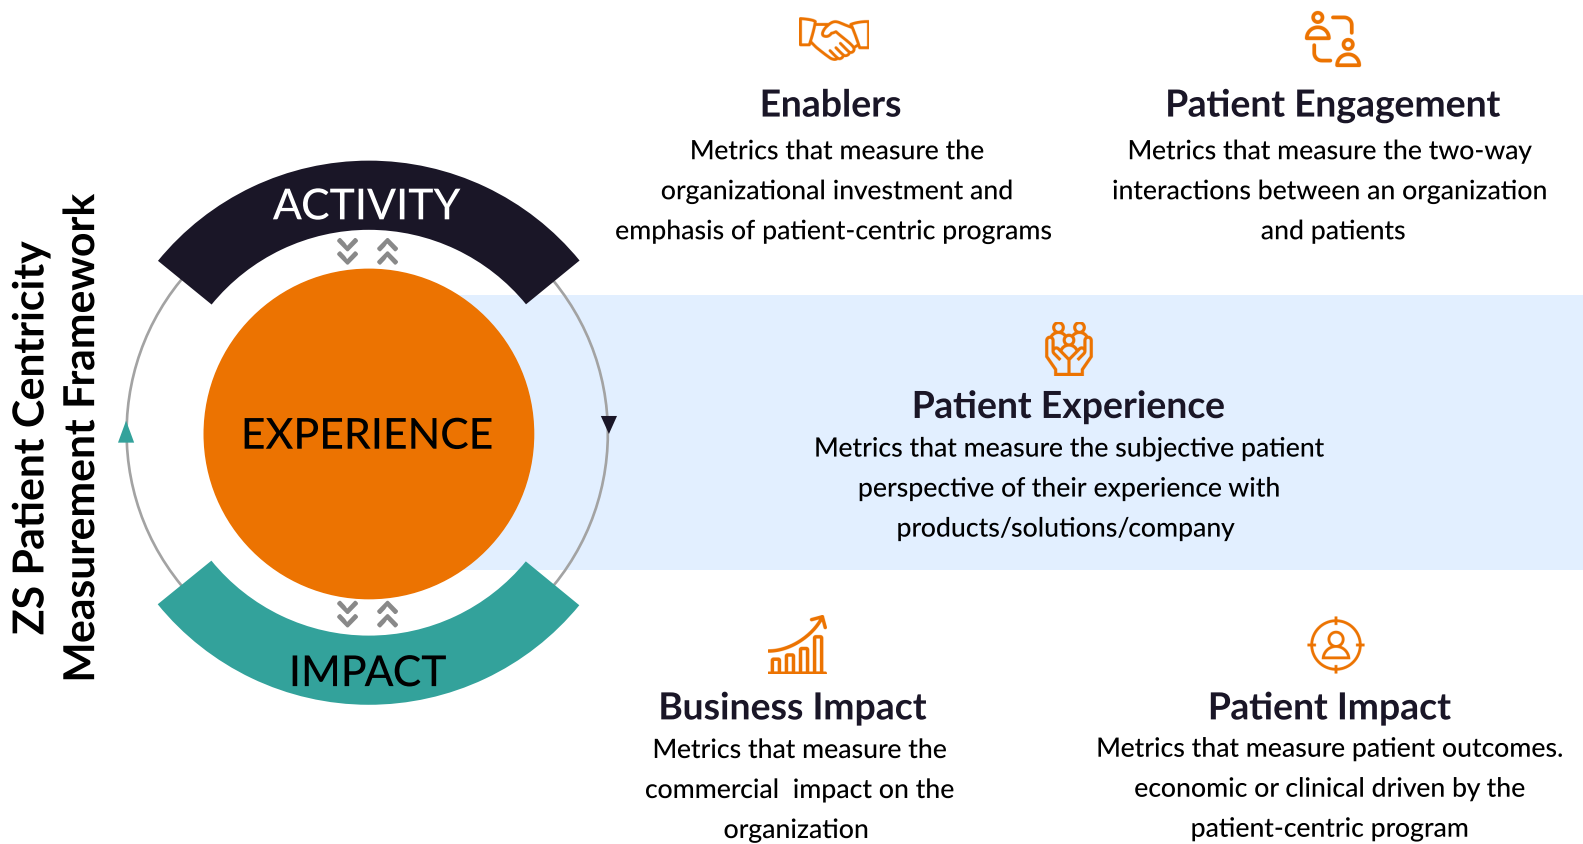 ZS Patient Centricity
Measurement Framework
ACTIVITY
EXPERIENCE
IMPACT
Enablers
Metrics that measure the
organizational investment and
emphasis of patient-centric programs
Patient Engagement
Metrics that measure the two-way
interactions between an organization
and patients
Patient Experience
Metrics that measure the subjective patient
perspective of their experience with
products/solutions/company
Business Impact
Metrics that measure the
commercial  impact on the
organization
Patient Impact
Metrics that measure patient outcomes.
economic or clinical driven by the
patient-centric program